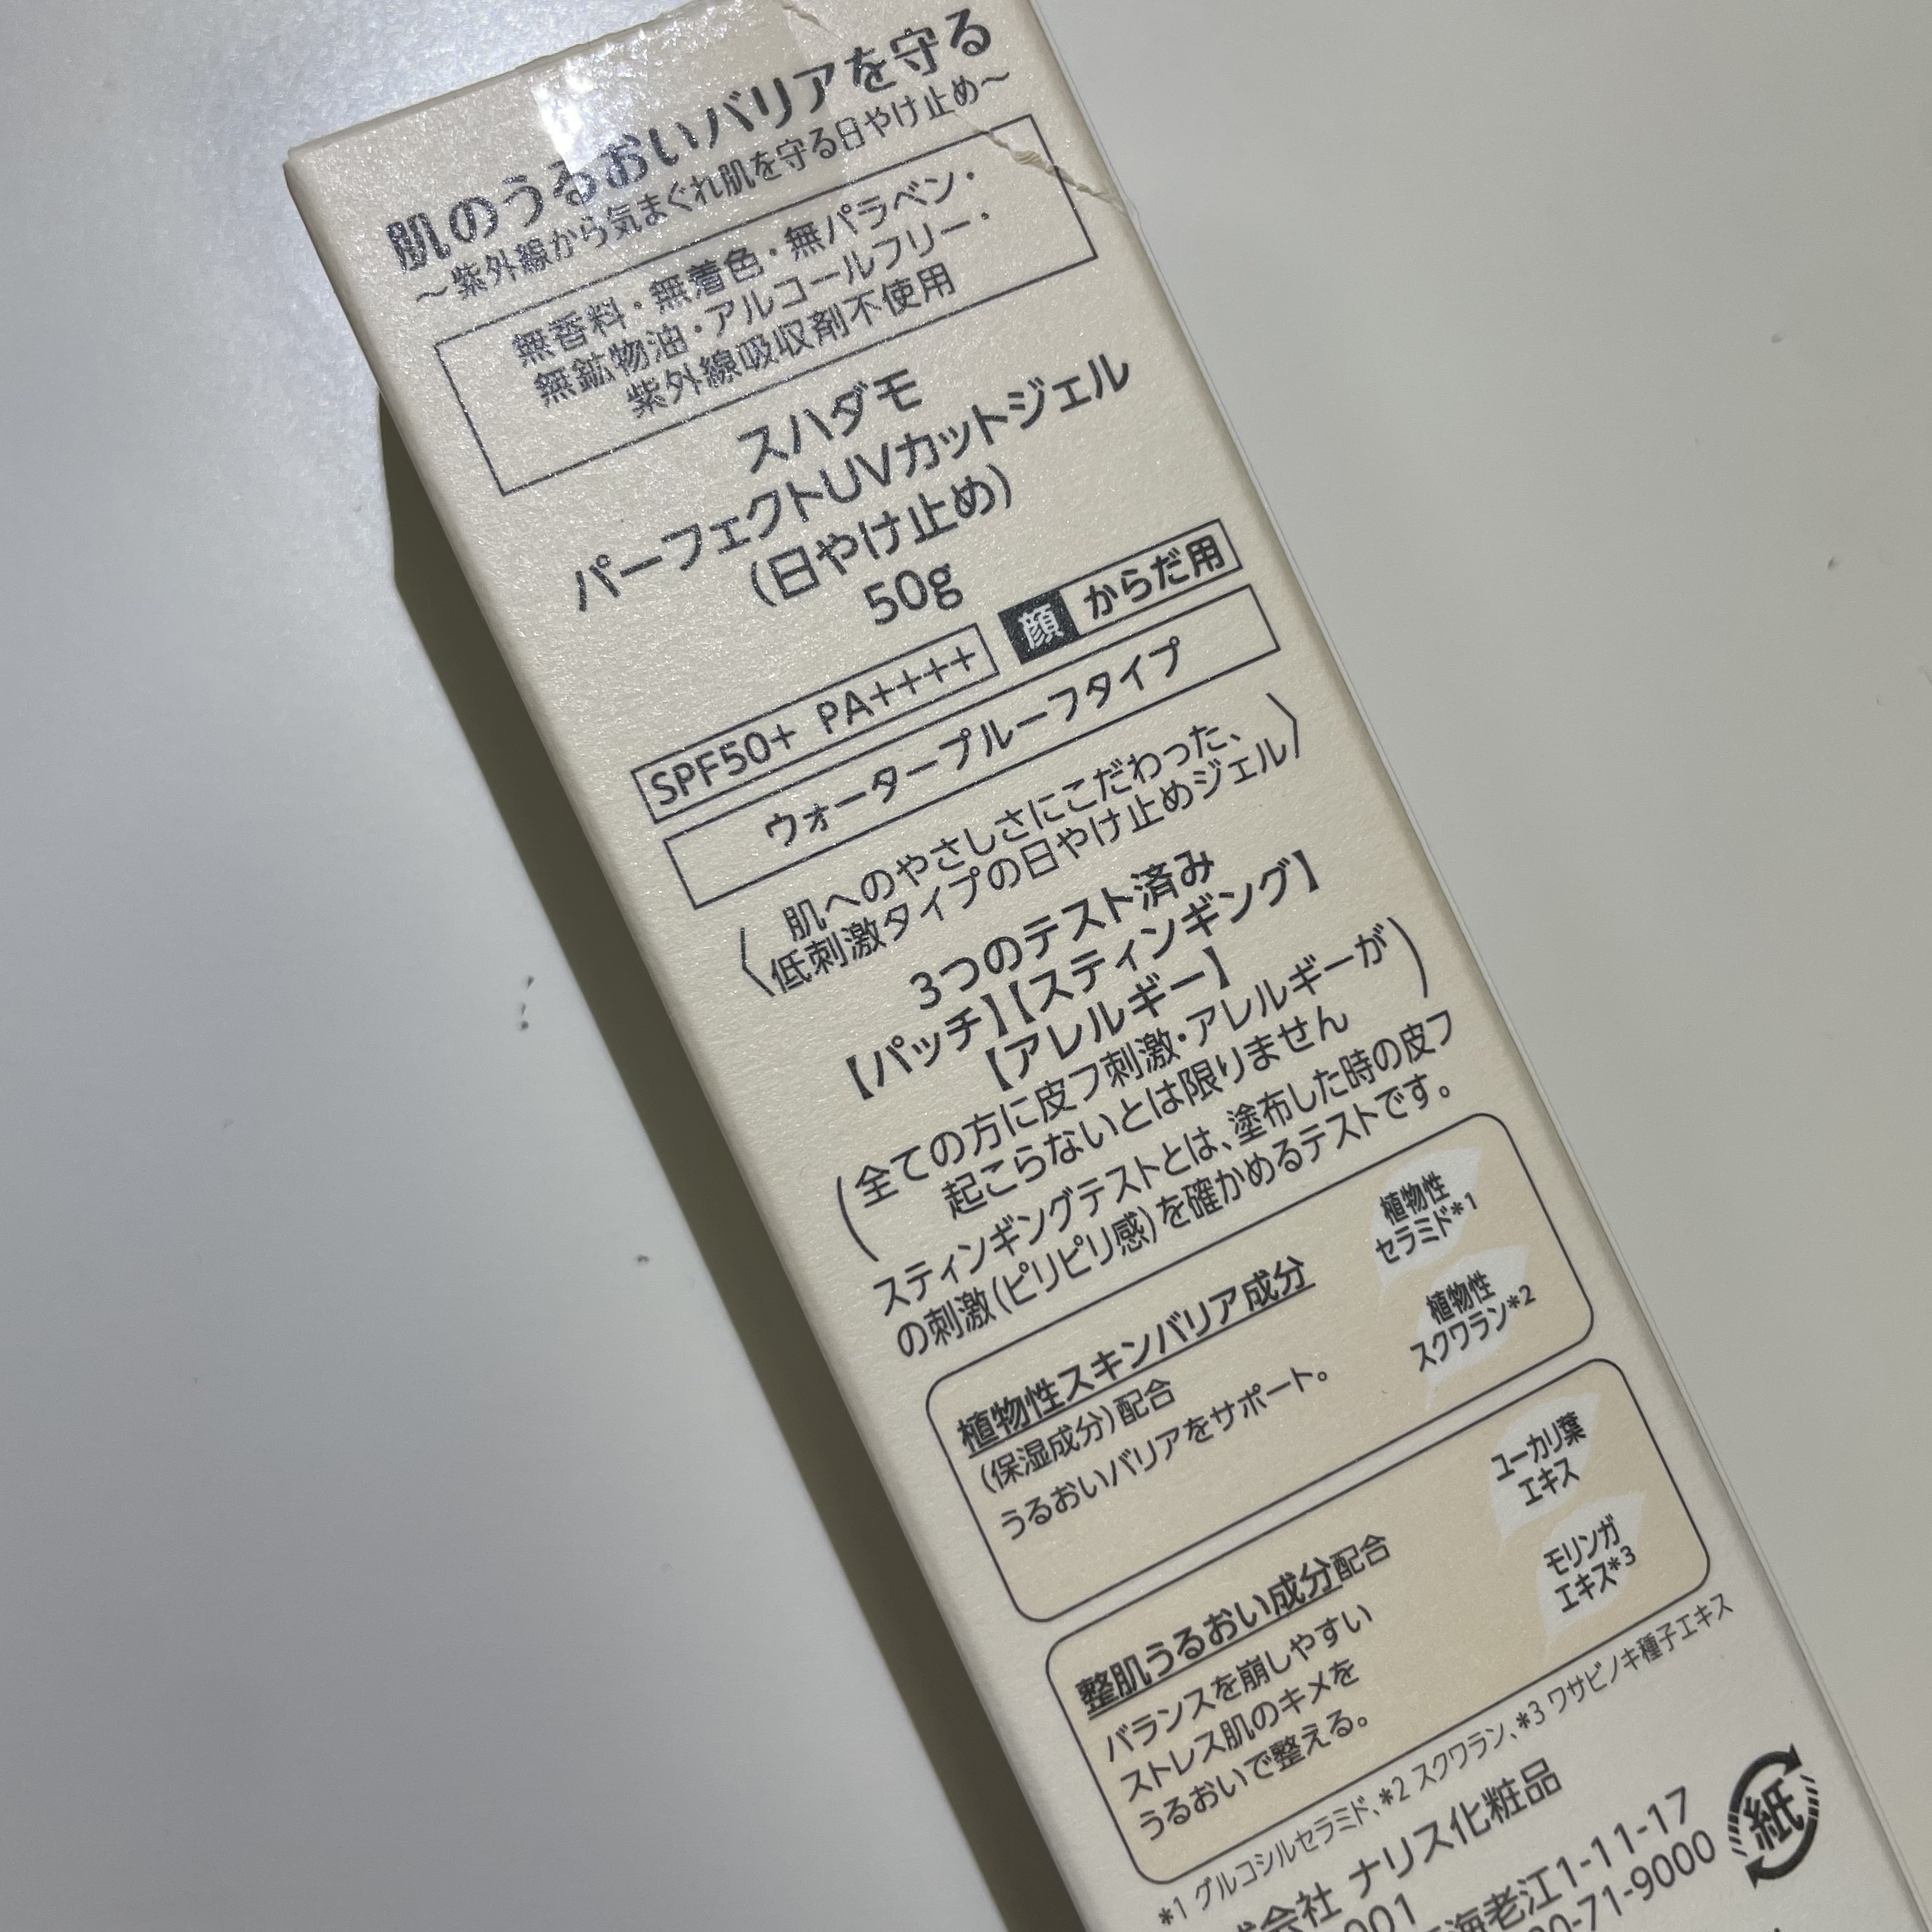 肌のうるおいバリアを守る
～紫外線から気まぐれ肌を守る日やけ止め～
無香料・無着色・無パラベン・
無鉱物油・アルコールフリー・
紫外線吸収剤不使用
スハダモ
パーフェクトUVカットジェル
(日やけ止め)
50g
SPF50+ PA++++ 顔 からだ用
ウォータープルーフタイプ
〈肌へのやさしさにこだわった、
低刺激タイプの日やけ止めジェル〉
3つのテスト済み
【パッチ】【スティンギング】
【アレルギー】
(全ての方に皮フ刺激・アレルギーが
起こらないとは限りません)
スティンギングテストとは、塗布した時の皮フ
の刺激(ピリピリ感)を確かめるテストです。
植物性スキンバリア成分
(保湿成分)配合
うるおいバリアをサポート。
植物性
セラミド*1
植物性
スクワラン*2
整肌うるおい成分配合
バランスを崩しやすい
ストレス肌のキメを
うるおいで整える。
ユーカリ葉
エキス
モリンガ
エキス*3
*1 グルコシルセラミド、*2 スクワラン、*3 ワサビノキ種子エキス
会社 ナリス化粧品
001
海老江1-11-17
0-71-9000
紙